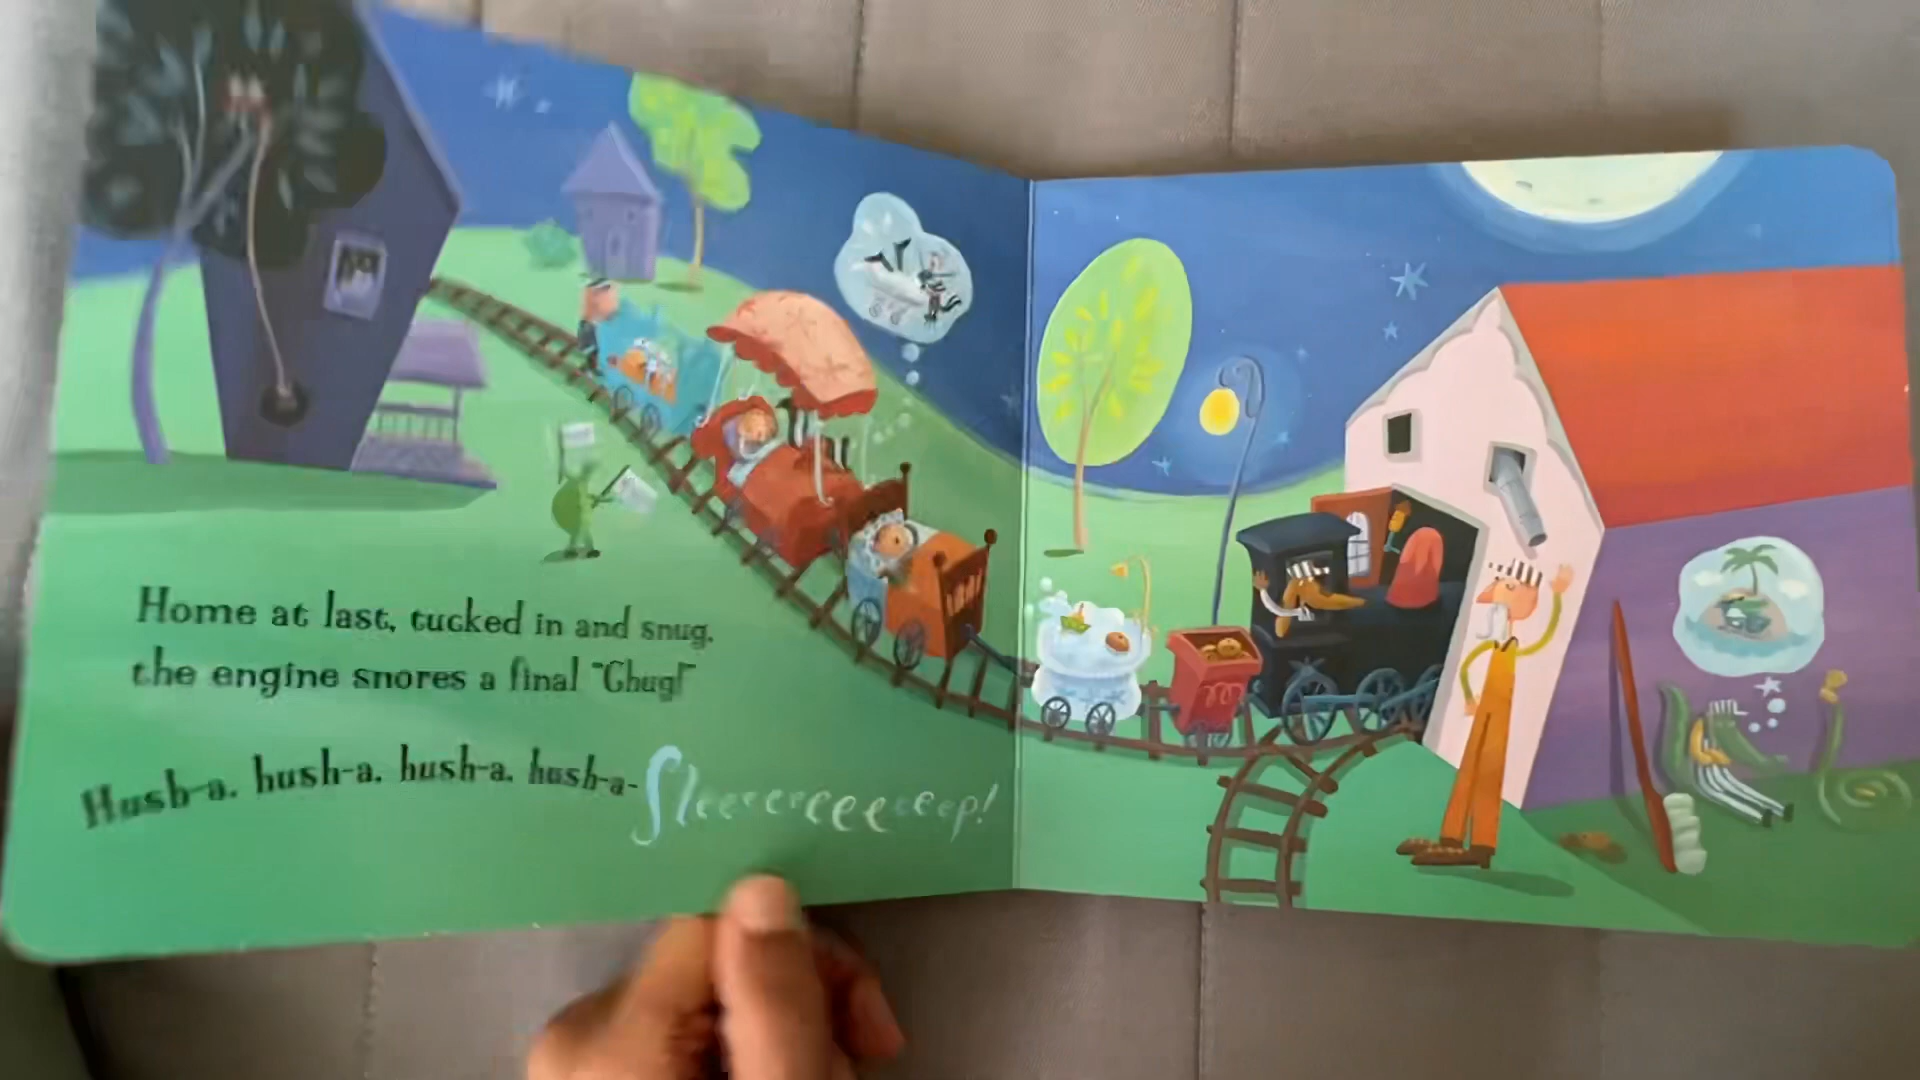 Home at last, tucked in and snug,
the engine snores a final "Chug!"
Hush-a, hush-a, hush-a, hush-a-
Sleeeeeeeeeep!